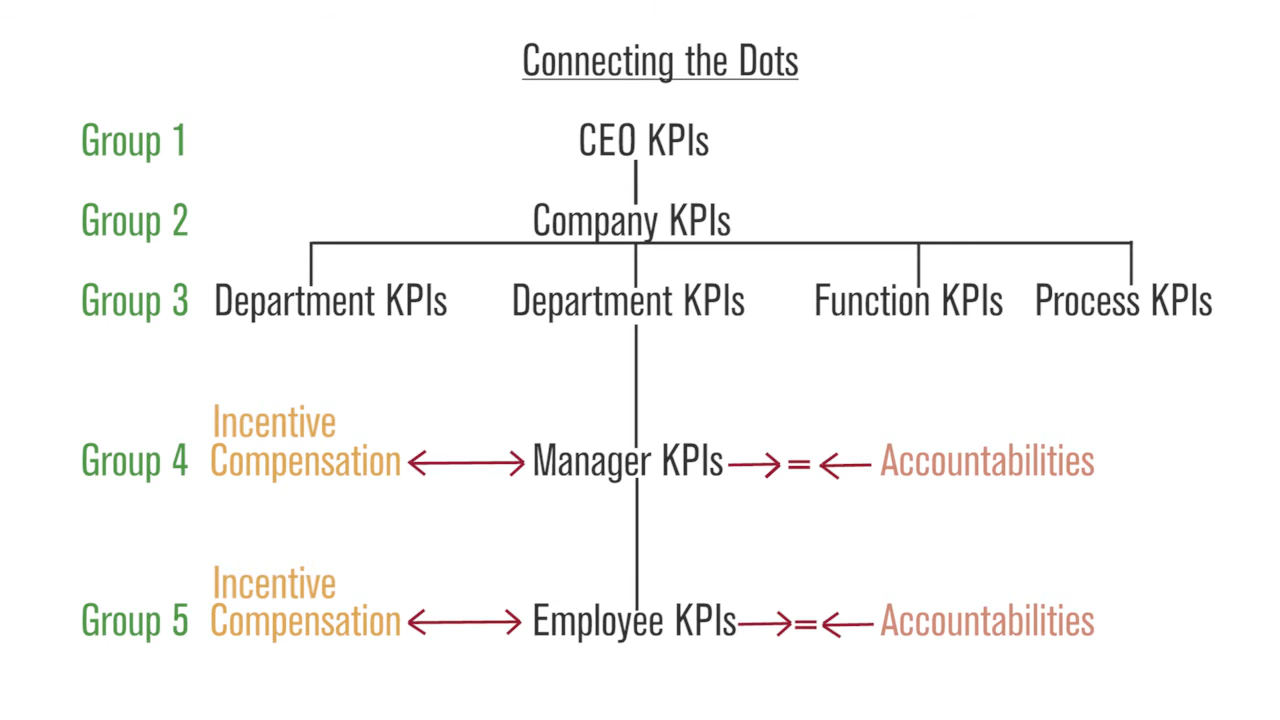 Connecting the Dots
Group 1 CEO KPIs
Group 2 Company KPIs
Group 3 Department KPIs Department KPIs Function KPIs Process KPIs
Incentive
Group 4 Compensation Manager KPIs = Accountabilities
Incentive
Group 5 Compensation Employee KPIs = Accountabilities